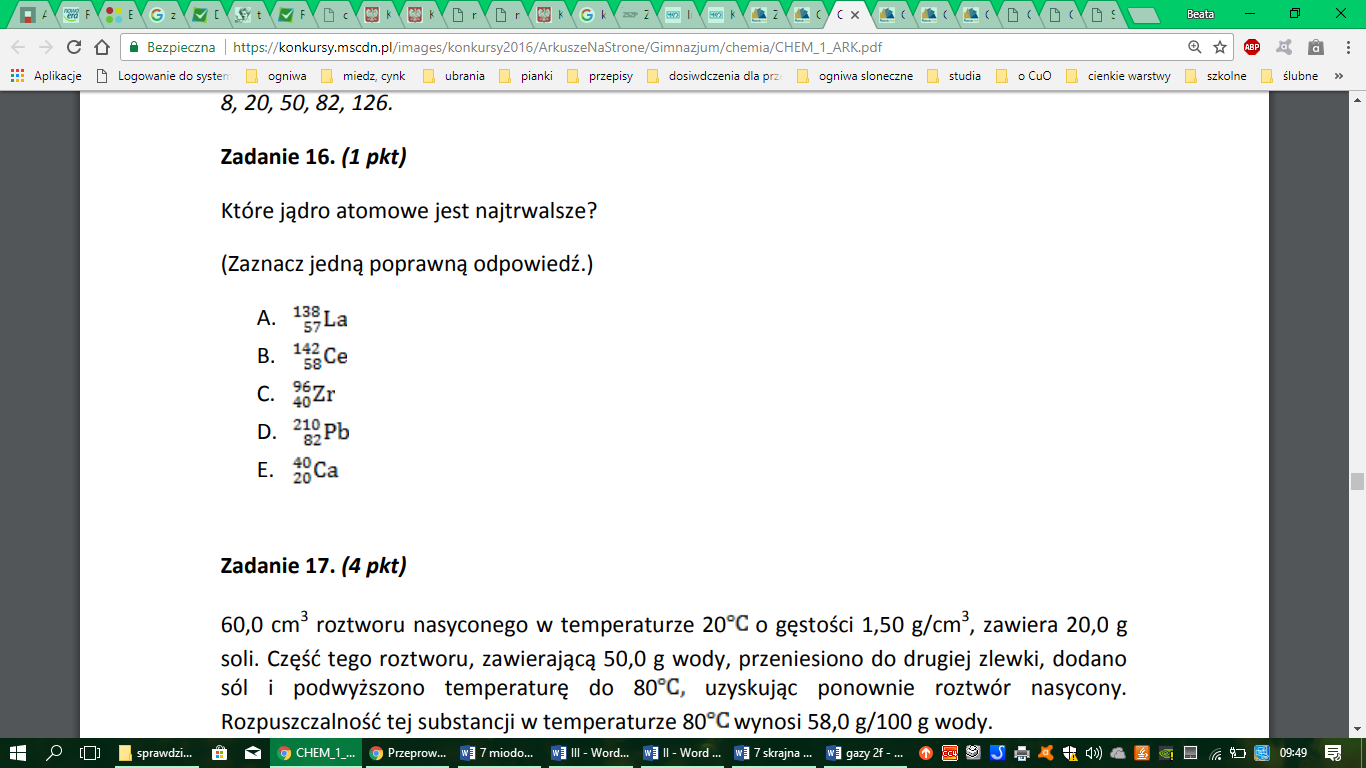 Beata
Bezpieczna | https://konkursy.mscdn.pl/images/konkursy2016/ArkuszeNaStrone/Gimnazjum/chemia/CHEM_1_ARK.pdf
Aplikacje Logowanie do system ogniwa miedz, cynk ubrania pianki przepisy dosiwdczenia dla prz ogniwa sloneczne studia o CuO cienkie warstwy szkolne ślubne »
8, 20, 50, 82, 126.
Zadanie 16. (1 pkt)
Które jądro atomowe jest najtrwalsze?
(Zaznacz jedną poprawną odpowiedź.)
A. ¹³⁸₅₇La
B. ¹⁴²₅₈Ce
C. ⁹⁶₄₀Zr
D. ²¹⁰₈₂Pb
E. ⁴⁰₂₀Ca
Zadanie 17. (4 pkt)
60,0 cm³ roztworu nasyconego w temperaturze 20°C o gęstości 1,50 g/cm³, zawiera 20,0 g
soli. Część tego roztworu, zawierającą 50,0 g wody, przeniesiono do drugiej zlewki, dodano
sól i podwyższono temperaturę do 80°C, uzyskując ponownie roztwór nasycony.
Rozpuszczalność tej substancji w temperaturze 80°C wynosi 58,0 g/100 g wody.
sprawdzi... CHEM_1_... Przeprow... 7 miodo... III - Word... II - Word ... 7 skrajna ... gazy 2f - ... 09:49